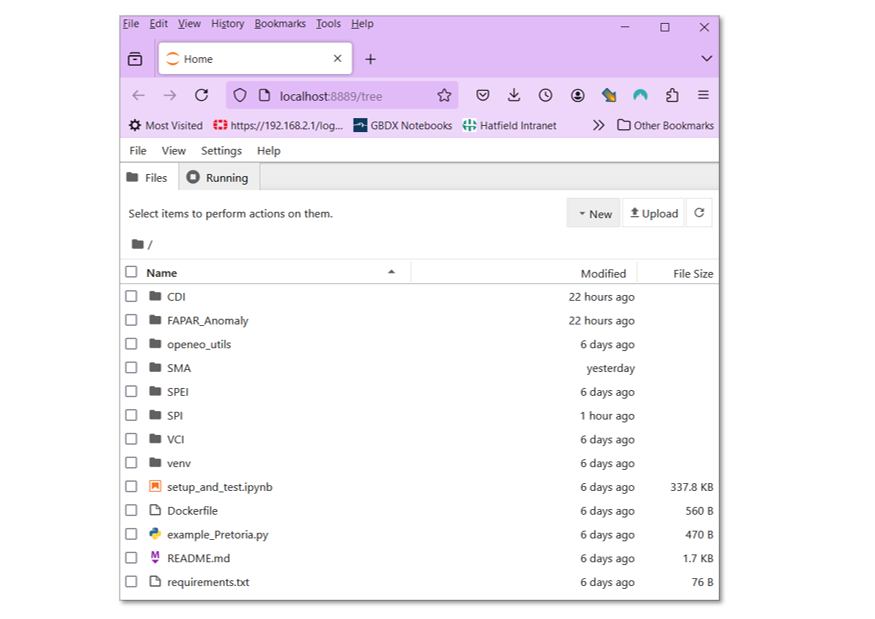 File Edit View History Bookmarks Tools Help
Home
localhost:8889/tree
Most Visited https://192.168.2.1/log... GBDX Notebooks Hatfield Intranet Other Bookmarks
File View Settings Help
Files Running
Select items to perform actions on them. New Upload
/
Name Modified File Size
CDI 22 hours ago
FAPAR_Anomaly 22 hours ago
openeo_utils 6 days ago
SMA yesterday
SPEI 6 days ago
SPI 1 hour ago
VCI 6 days ago
venv 6 days ago
setup_and_test.ipynb 6 days ago 337.8 KB
Dockerfile 6 days ago 560 B
example_Pretoria.py 6 days ago 470 B
README.md 6 days ago 1.7 KB
requirements.txt 6 days ago 76 B